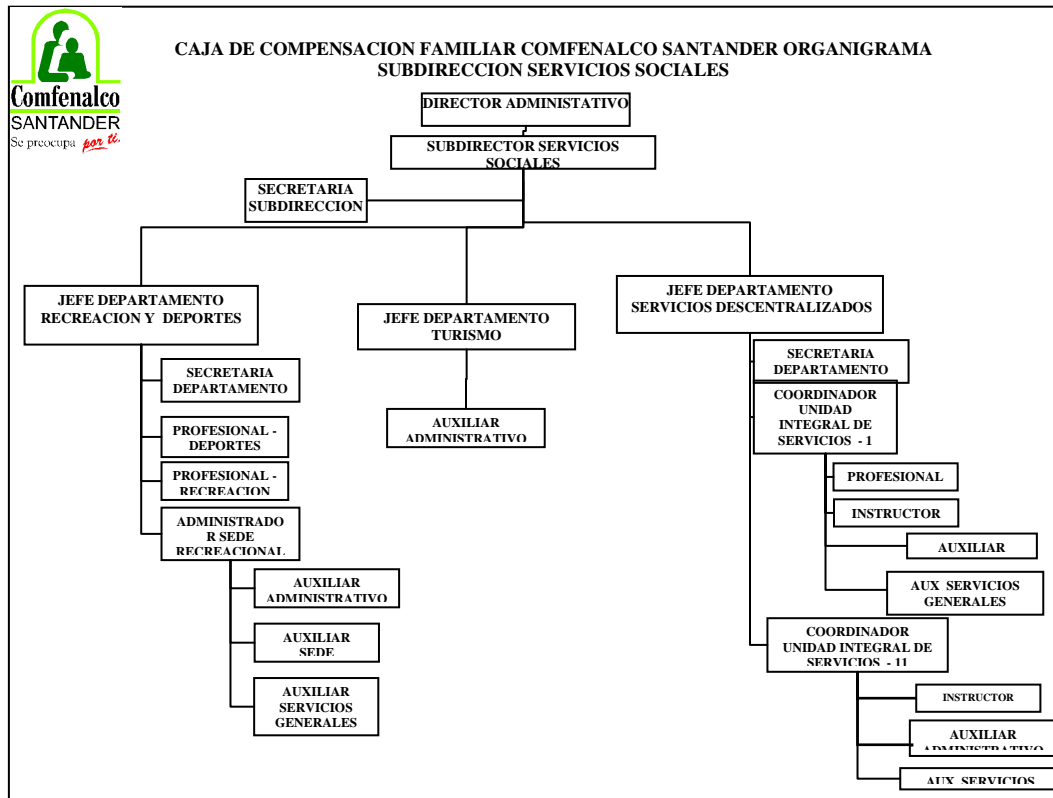 Comfenalco
SANTANDER
Se preocupa por ti.
CAJA DE COMPENSACION FAMILIAR COMFENALCO SANTANDER ORGANIGRAMA
SUBDIRECCION SERVICIOS SOCIALES
DIRECTOR ADMINISTATIVO
SUBDIRECTOR SERVICIOS
SOCIALES
SECRETARIA
SUBDIRECCION
JEFE DEPARTAMENTO
RECREACION Y DEPORTES
SECRETARIA
DEPARTAMENTO
PROFESIONAL -
DEPORTES
PROFESIONAL -
RECREACION
ADMINISTRADO
R SEDE
RECREACIONAL
AUXILIAR
ADMINISTRATIVO
AUXILIAR
SEDE
AUXILIAR
SERVICIOS
GENERALES
JEFE DEPARTAMENTO
TURISMO
AUXILIAR
ADMINISTRATIVO
JEFE DEPARTAMENTO
SERVICIOS DESCENTRALIZADOS
SECRETARIA
DEPARTAMENTO
COORDINADOR
UNIDAD
INTEGRAL DE
SERVICIOS - 1
PROFESIONAL
INSTRUCTOR
AUXILIAR
AUX SERVICIOS
GENERALES
COORDINADOR
UNIDAD INTEGRAL DE
SERVICIOS - 11
INSTRUCTOR
AUXILIAR
ADMINISTRATIVO
AUX SERVICIOS